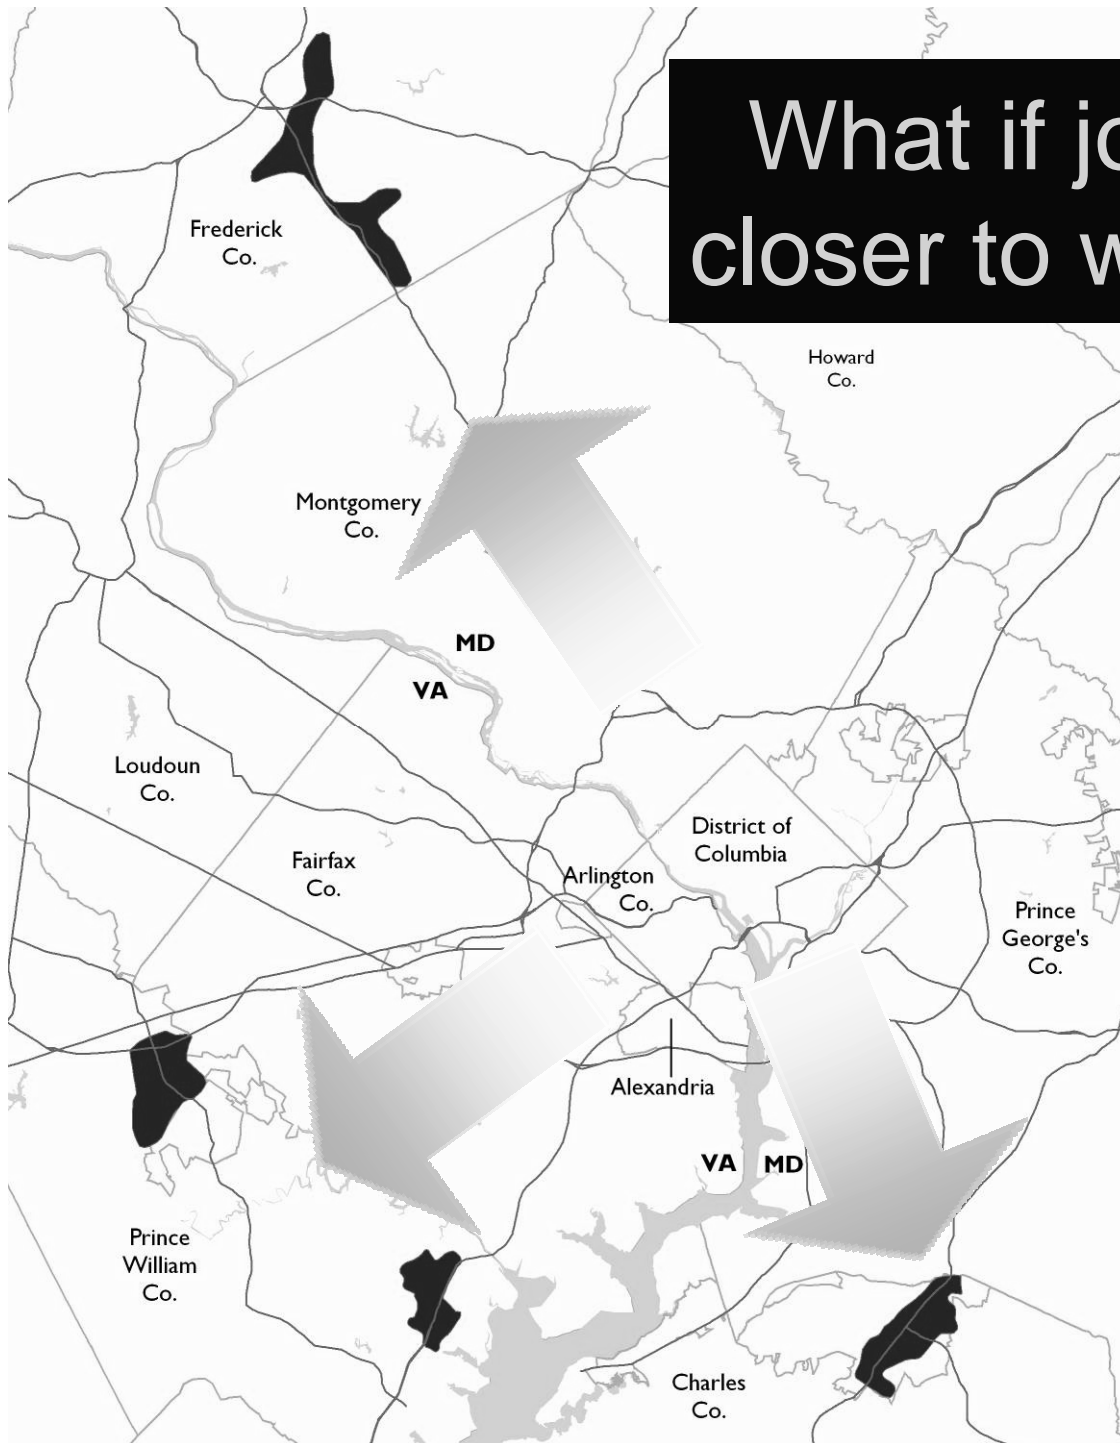 What if jo
closer to w
Frederick
Co.
Howard
Co.
Montgomery
Co.
MD
VA
Loudoun
Co.
District of
Columbia
Fairfax
Co.
Arlington
Co.
Prince
George's
Co.
Alexandria
VA
MD
Prince
William
Co.
Charles
Co.